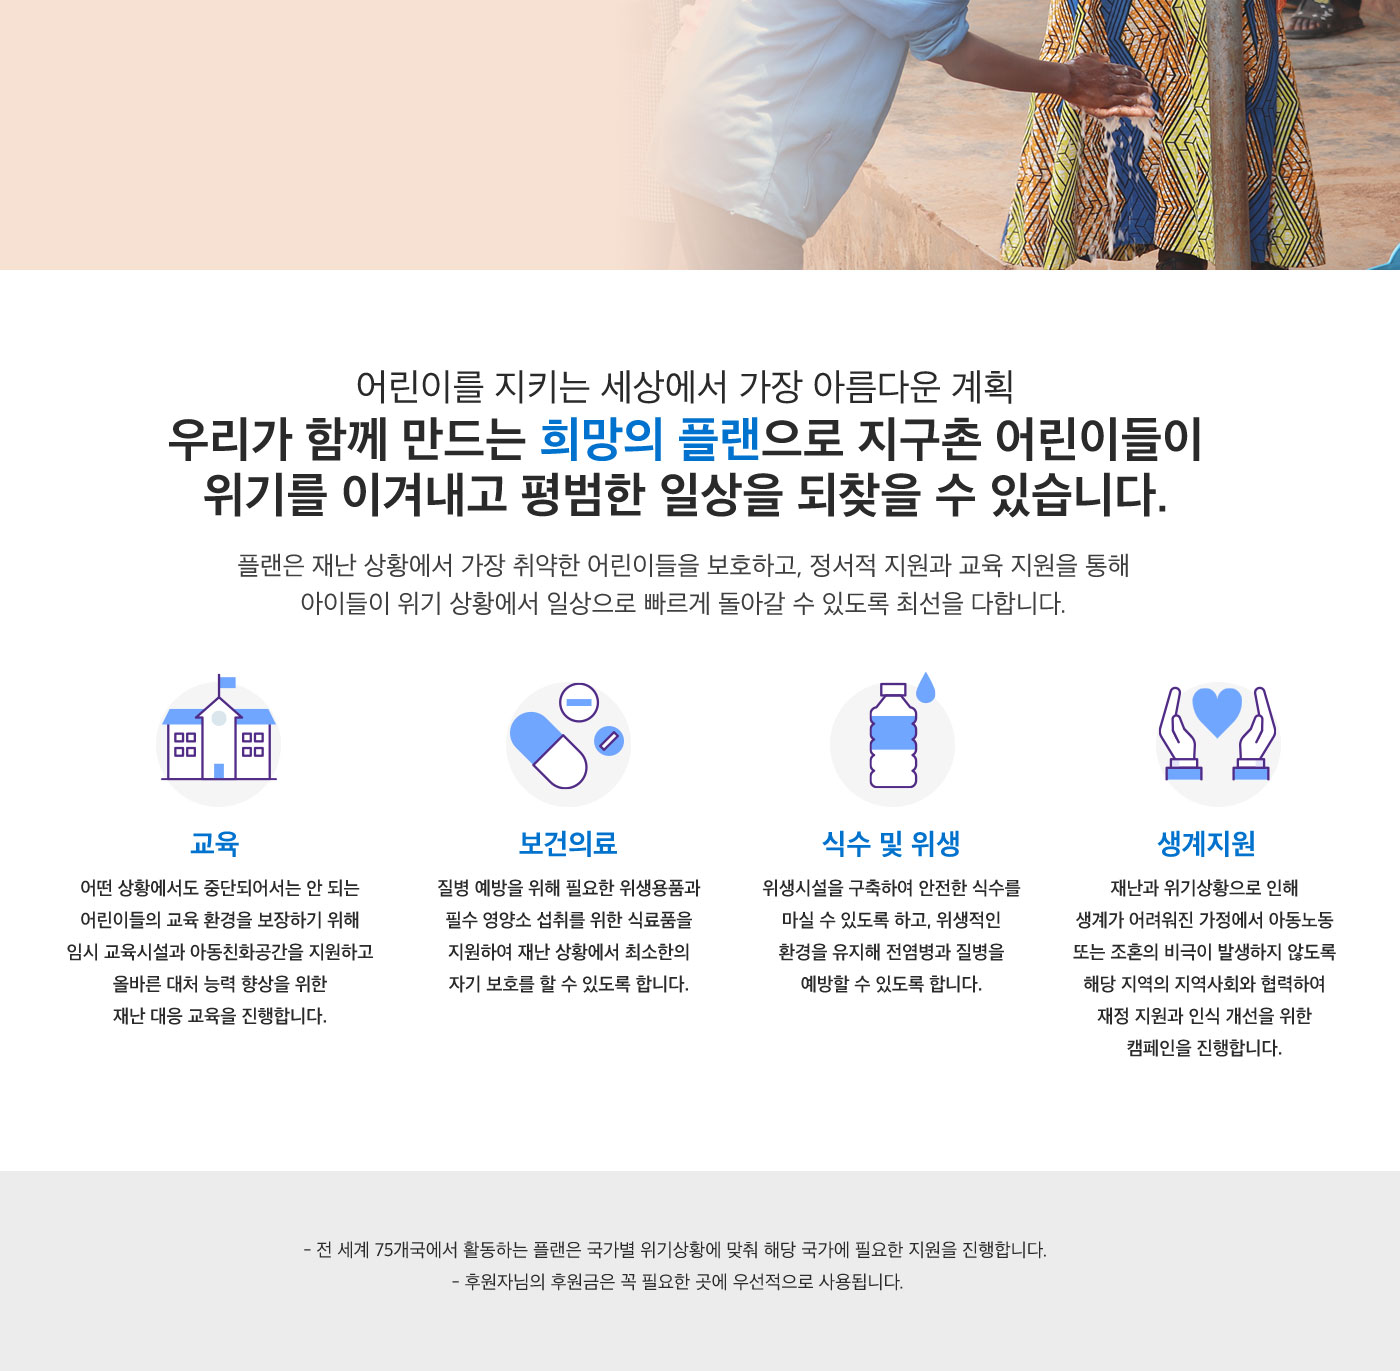 어린이를 지키는 세상에서 가장 아름다운 계획
우리가 함께 만드는 희망의 플랜으로 지구촌 어린이들이
위기를 이겨내고 평범한 일상을 되찾을 수 있습니다.
플랜은 재난 상황에서 가장 취약한 어린이들을 보호하고, 정서적 지원과 교육 지원을 통해
아이들이 위기 상황에서 일상으로 빠르게 돌아갈 수 있도록 최선을 다합니다.
교육
어떤 상황에서도 중단되어서는 안 되는
어린이들의 교육 환경을 보장하기 위해
임시 교육시설과 아동친화공간을 지원하고
올바른 대처 능력 향상을 위한
재난 대응 교육을 진행합니다.
보건의료
질병 예방을 위해 필요한 위생용품과
필수 영양소 섭취를 위한 식료품을
지원하여 재난 상황에서 최소한의
자기 보호를 할 수 있도록 합니다.
식수 및 위생
위생시설을 구축하여 안전한 식수를
마실 수 있도록 하고, 위생적인
환경을 유지해 전염병과 질병을
예방할 수 있도록 합니다.
생계지원
재난과 위기상황으로 인해
생계가 어려워진 가정에서 아동노동
또는 조혼의 비극이 발생하지 않도록
해당 지역의 지역사회와 협력하여
재정 지원과 인식 개선을 위한
캠페인을 진행합니다.
- 전 세계 75개국에서 활동하는 플랜은 국가별 위기상황에 맞춰 해당 국가에 필요한 지원을 진행합니다.
- 후원자님의 후원금은 꼭 필요한 곳에 우선적으로 사용됩니다.